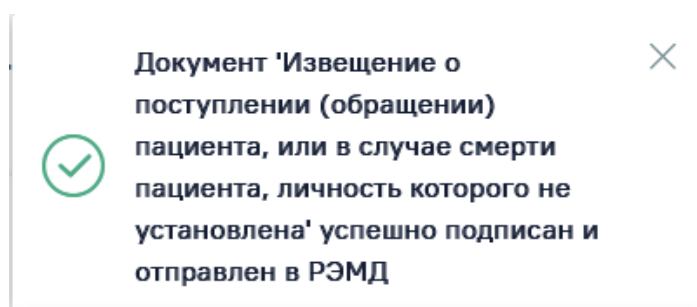 Документ 'Извещение о
поступлении (обращении)
пациента, или в случае смерти
пациента, личность которого не
установлена' успешно подписан и
отправлен в РЭМД